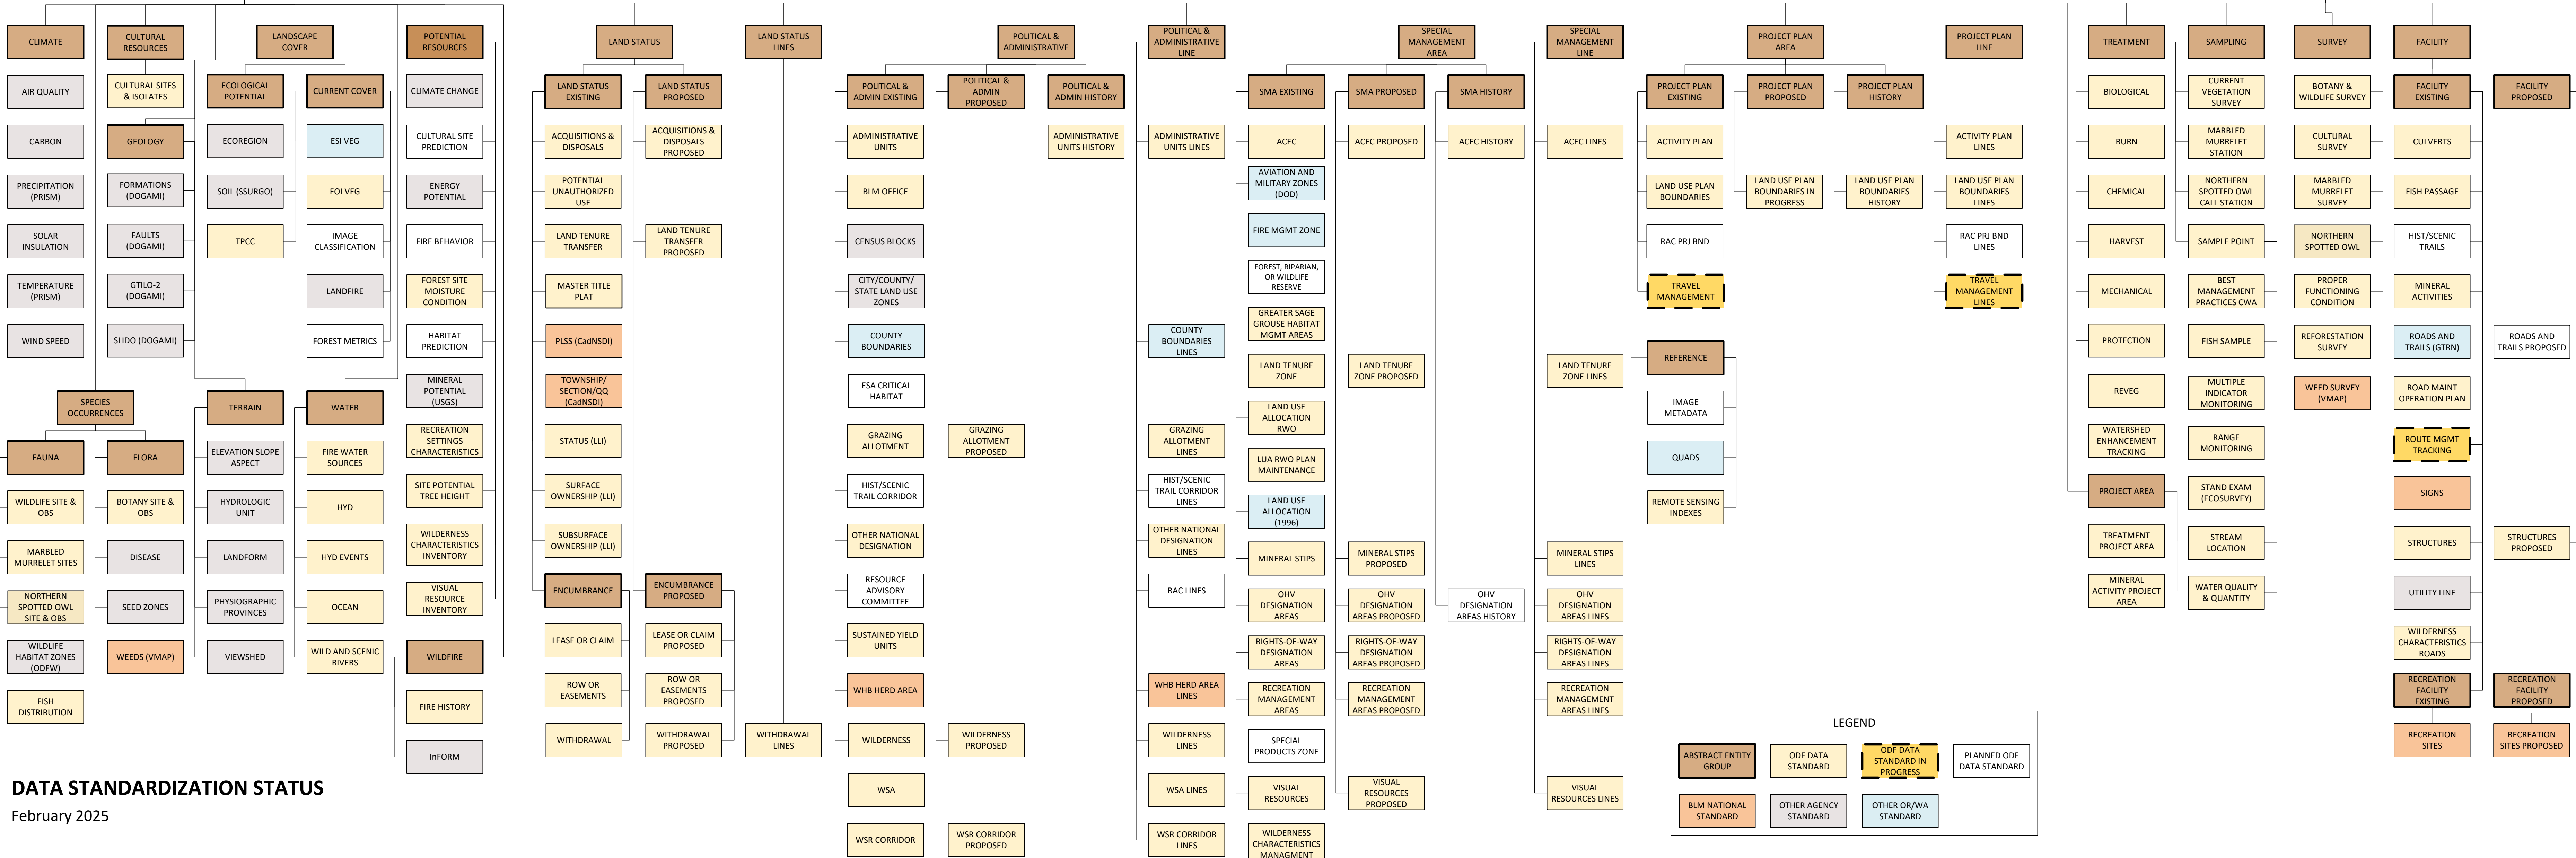 CLIMATE
AIR QUALITY
CARBON
PRECIPITATION
(PRISM)
SOLAR
INSULATION
TEMPERATURE
(PRISM)
WIND SPEED
CULTURAL
RESOURCES
CULTURAL SITES
& ISOLATES
GEOLOGY
FORMATIONS
(DOGAMI)
FAULTS
(DOGAMI)
GTILO-2
(DOGAMI)
SLIDO (DOGAMI)
LANDSCAPE
COVER
ECOLOGICAL
POTENTIAL
ECOREGION
SOIL (SSURGO)
TPCC
CURRENT COVER
ESI VEG
FOI VEG
IMAGE
CLASSIFICATION
LANDFIRE
FOREST METRICS
POTENTIAL
RESOURCES
CLIMATE CHANGE
CULTURAL SITE
PREDICTION
ENERGY
POTENTIAL
FIRE BEHAVIOR
FOREST SITE
MOISTURE
CONDITION
HABITAT
PREDICTION
MINERAL
POTENTIAL
(USGS)
RECREATION
SETTINGS
CHARACTERISTICS
SITE POTENTIAL
TREE HEIGHT
WILDERNESS
CHARACTERISTICS
INVENTORY
VISUAL
RESOURCE
INVENTORY
WILDFIRE
FIRE HISTORY
InFORM
SPECIES
OCCURRENCES
FAUNA
WILDLIFE SITE &
OBS
MARBLED
MURRELET SITES
NORTHERN
SPOTTED OWL
SITE & OBS
WILDLIFE
HABITAT ZONES
(ODFW)
FISH
DISTRIBUTION
FLORA
BOTANY SITE &
OBS
DISEASE
SEED ZONES
WEEDS (VMAP)
TERRAIN
ELEVATION SLOPE
ASPECT
HYDROLOGIC
UNIT
LANDFORM
PHYSIOGRAPHIC
PROVINCES
VIEWSHED
WATER
FIRE WATER
SOURCES
HYD
HYD EVENTS
OCEAN
WILD AND SCENIC
RIVERS
DATA STANDARDIZATION STATUS
February 2025
LAND STATUS
LAND STATUS
EXISTING
ACQUISITIONS &
DISPOSALS
POTENTIAL
UNAUTHORIZED
USE
LAND TENURE
TRANSFER
MASTER TITLE
PLAT
PLSS (CadNSDI)
TOWNSHIP/
SECTION/QQ
(CadNSDI)
STATUS (LLI)
SURFACE
OWNERSHIP (LLI)
SUBSURFACE
OWNERSHIP (LLI)
ENCUMBRANCE
LEASE OR CLAIM
ROW OR
EASEMENTS
WITHDRAWAL
LAND STATUS
PROPOSED
ACQUISITIONS &
DISPOSALS
PROPOSED
LAND TENURE
TRANSFER
PROPOSED
ENCUMBRANCE
PROPOSED
LEASE OR CLAIM
PROPOSED
ROW OR
EASEMENTS
PROPOSED
WITHDRAWAL
PROPOSED
LAND STATUS
LINES
WITHDRAWAL
LINES
POLITICAL &
ADMINISTRATIVE
POLITICAL &
ADMIN EXISTING
ADMINISTRATIVE
UNITS
BLM OFFICE
CENSUS BLOCKS
CITY/COUNTY/
STATE LAND USE
ZONES
COUNTY
BOUNDARIES
ESA CRITICAL
HABITAT
GRAZING
ALLOTMENT
HIST/SCENIC
TRAIL CORRIDOR
OTHER NATIONAL
DESIGNATION
RESOURCE
ADVISORY
COMMITTEE
SUSTAINED YIELD
UNITS
WHB HERD AREA
WILDERNESS
WSA
WSR CORRIDOR
POLITICAL &
ADMIN
PROPOSED
GRAZING
ALLOTMENT
PROPOSED
WILDERNESS
PROPOSED
WSR CORRIDOR
PROPOSED
POLITICAL &
ADMIN HISTORY
ADMINISTRATIVE
UNITS HISTORY
POLITICAL &
ADMINISTRATIVE
LINE
ADMINISTRATIVE
UNITS LINES
COUNTY
BOUNDARIES
LINES
GRAZING
ALLOTMENT
LINES
HIST/SCENIC
TRAIL CORRIDOR
LINES
OTHER NATIONAL
DESIGNATION
LINES
RAC LINES
WHB HERD AREA
LINES
WILDERNESS
LINES
WSA LINES
WSR CORRIDOR
LINES
SPECIAL
MANAGEMENT
AREA
SMA EXISTING
ACEC
AVIATION AND
MILITARY ZONES
(DOD)
FIRE MGMT ZONE
FOREST, RIPARIAN,
OR WILDLIFE
RESERVE
GREATER SAGE
GROUSE HABITAT
MGMT AREAS
LAND TENURE
ZONE
LAND USE
ALLOCATION
RWO
LUA RWO PLAN
MAINTENANCE
LAND USE
ALLOCATION
(1996)
MINERAL STIPS
OHV
DESIGNATION
AREAS
RIGHTS-OF-WAY
DESIGNATION
AREAS
RECREATION
MANAGEMENT
AREAS
SPECIAL
PRODUCTS ZONE
VISUAL
RESOURCES
WILDERNESS
CHARACTERISTICS
MANAGMENT
SMA PROPOSED
ACEC PROPOSED
LAND TENURE
ZONE PROPOSED
MINERAL STIPS
PROPOSED
OHV
DESIGNATION
AREAS PROPOSED
RIGHTS-OF-WAY
DESIGNATION
AREAS PROPOSED
RECREATION
MANAGEMENT
AREAS PROPOSED
VISUAL
RESOURCES
PROPOSED
SMA HISTORY
ACEC HISTORY
OHV
DESIGNATION
AREAS HISTORY
SPECIAL
MANAGEMENT
LINE
ACEC LINES
LAND TENURE
ZONE LINES
MINERAL STIPS
LINES
OHV
DESIGNATION
AREAS LINES
RIGHTS-OF-WAY
DESIGNATION
AREAS LINES
RECREATION
MANAGEMENT
AREAS LINES
VISUAL
RESOURCES LINES
PROJECT PLAN
AREA
PROJECT PLAN
EXISTING
ACTIVITY PLAN
LAND USE PLAN
BOUNDARIES
RAC PRJ BND
TRAVEL
MANAGEMENT
PROJECT PLAN
PROPOSED
LAND USE PLAN
BOUNDARIES IN
PROGRESS
PROJECT PLAN
HISTORY
LAND USE PLAN
BOUNDARIES
HISTORY
PROJECT PLAN
LINE
ACTIVITY PLAN
LINES
LAND USE PLAN
BOUNDARIES
LINES
RAC PRJ BND
LINES
TRAVEL
MANAGEMENT
LINES
REFERENCE
IMAGE
METADATA
QUADS
REMOTE SENSING
INDEXES
LEGEND
ABSTRACT ENTITY
GROUP
ODF DATA
STANDARD
ODF DATA
STANDARD IN
PROGRESS
PLANNED ODF
DATA STANDARD
BLM NATIONAL
STANDARD
OTHER AGENCY
STANDARD
OTHER OR/WA
STANDARD
TREATMENT
BIOLOGICAL
BURN
CHEMICAL
HARVEST
MECHANICAL
PROTECTION
REVEG
WATERSHED
ENHANCEMENT
TRACKING
PROJECT AREA
TREATMENT
PROJECT AREA
MINERAL
ACTIVITY PROJECT
AREA
SAMPLING
CURRENT
VEGETATION
SURVEY
MARBLED
MURRELET
STATION
NORTHERN
SPOTTED OWL
CALL STATION
SAMPLE POINT
BEST
MANAGEMENT
PRACTICES CWA
FISH SAMPLE
MULTIPLE
INDICATOR
MONITORING
RANGE
MONITORING
STAND EXAM
(ECOSURVEY)
STREAM
LOCATION
WATER QUALITY
& QUANTITY
SURVEY
BOTANY &
WILDLIFE SURVEY
CULTURAL
SURVEY
MARBLED
MURRELET
SURVEY
NORTHERN
SPOTTED OWL
PROPER
FUNCTIONING
CONDITION
REFORESTATION
SURVEY
WEED SURVEY
(VMAP)
FACILITY
FACILITY
EXISTING
CULVERTS
FISH PASSAGE
HIST/SCENIC
TRAILS
MINERAL
ACTIVITIES
ROADS AND
TRAILS (GTRN)
ROAD MAINT
OPERATION PLAN
ROUTE MGMT
TRACKING
SIGNS
STRUCTURES
UTILITY LINE
WILDERNESS
CHARACTERISTICS
ROADS
RECREATION
FACILITY
EXISTING
RECREATION
SITES
FACILITY
PROPOSED
ROADS AND
TRAILS PROPOSED
STRUCTURES
PROPOSED
RECREATION
FACILITY
PROPOSED
RECREATION
SITES PROPOSED